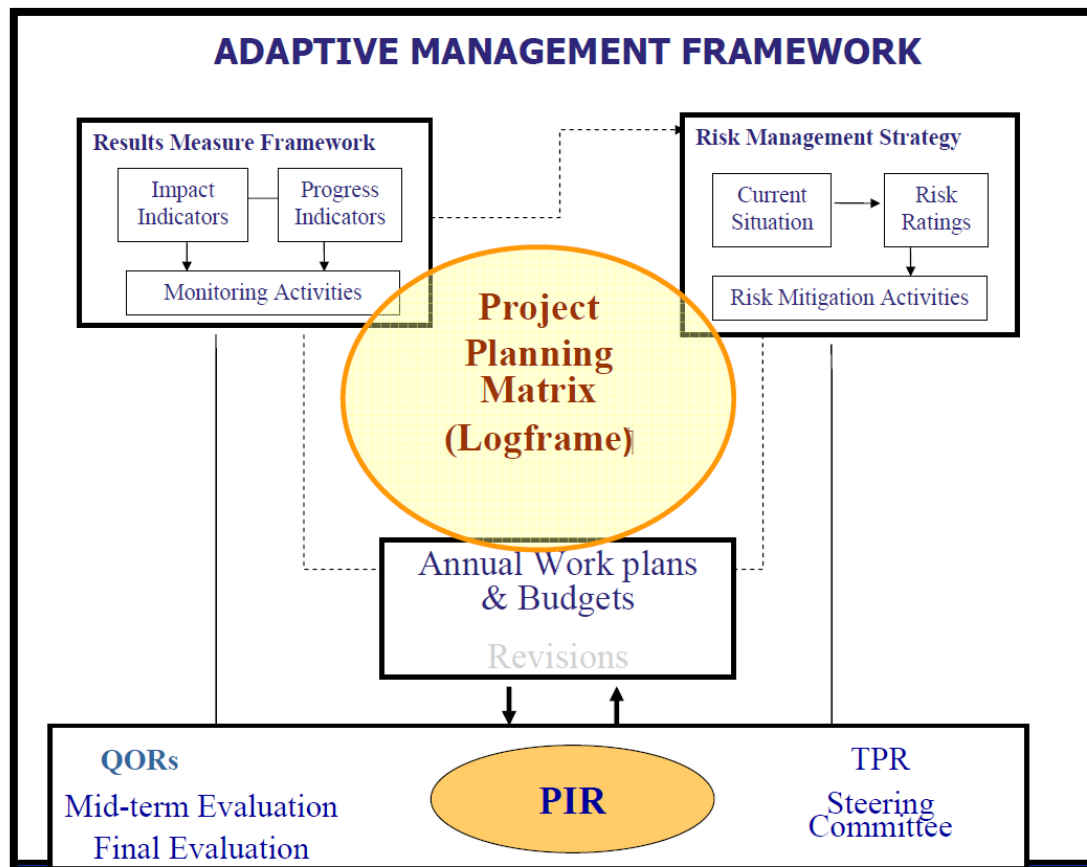 ADAPTIVE MANAGEMENT FRAMEWORK
Results Measure Framework
Impact
Indicators
Progress
Indicators
Monitoring Activities
Risk Management Strategy
Current
Situation
Risk
Ratings
Risk Mitigation Activities
Project
Planning
Matrix
(Logframe)
Annual Work plans
& Budgets
Revisions
QORs
Mid-term Evaluation
Final Evaluation
PIR
TPR
Steering
Committee